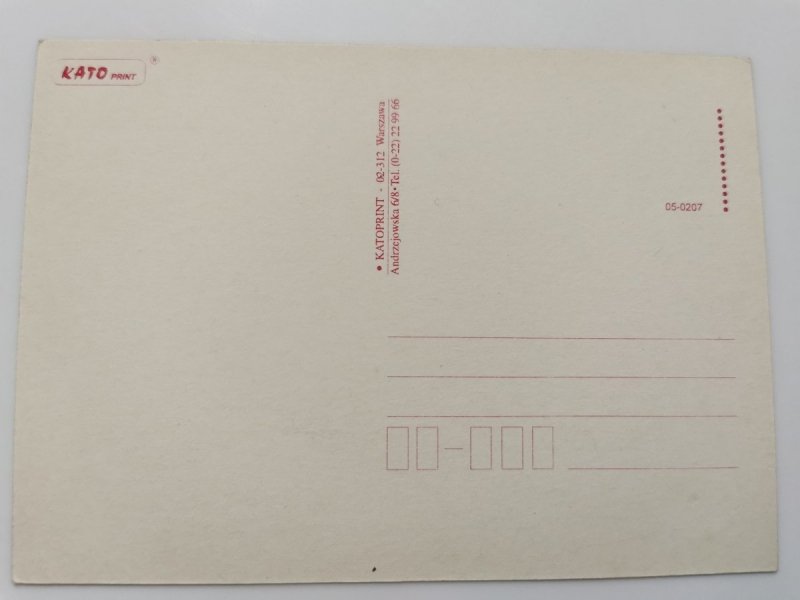 KATO PRINT ®
• KATOPRINT - 02-312 Warszawa
Andrzejowska 6/8 • Tel. (0-22) 22 99 66
05-0207